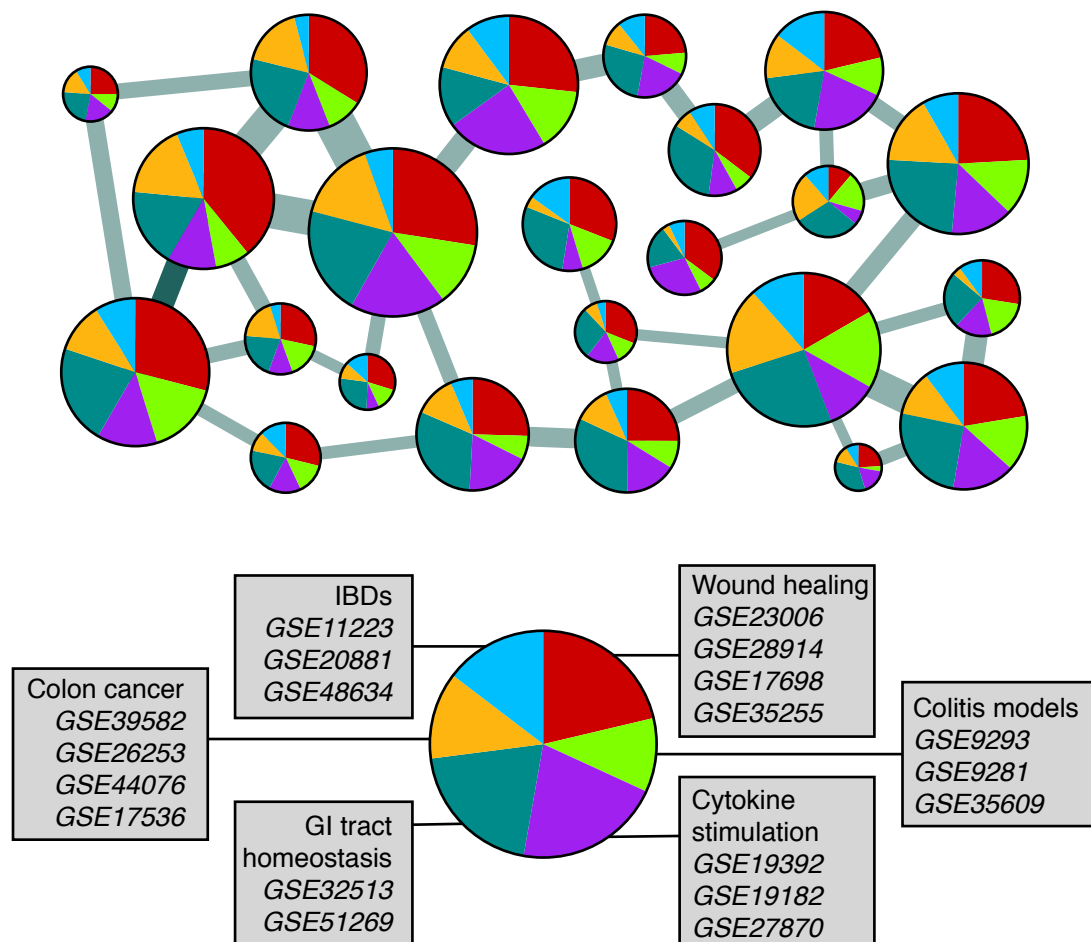 IBDs
GSE11223
GSE20881
GSE48634
Wound healing
GSE23006
GSE28914
GSE17698
GSE35255
Colon cancer
GSE39582
GSE26253
GSE44076
GSE17536
Colitis models
GSE9293
GSE9281
GSE35609
GI tract
homeostasis
GSE32513
GSE51269
Cytokine
stimulation
GSE19392
GSE19182
GSE27870